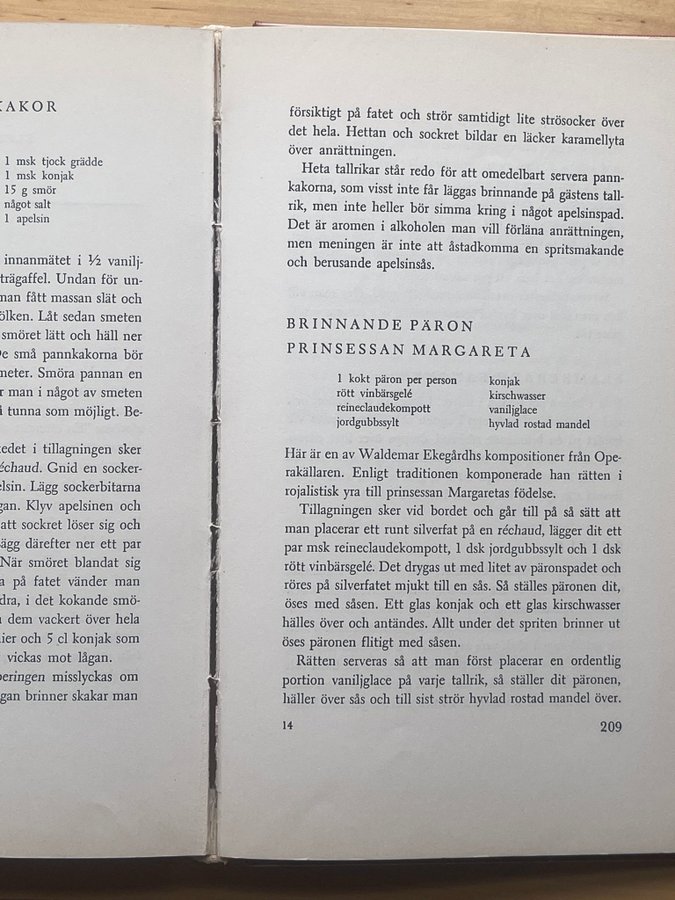 KAKOR
1 msk tjock grädde
1 msk konjak
15 g smör
något salt
1 apelsin
innanmätet i ½ vanilj-
trägaffel. Undan för un-
man fått massan slät och
ölken. Låt sedan smeten
smöret lätt och häll ner
De små pannkakorna bör
meter. Smöra pannan en
r man i något av smeten
å tunna som möjligt. Be-
kedet i tillagningen sker
réchaud. Gnid en socker-
elsin. Lägg sockerbitarna
gan. Klyv apelsinen och
att sockret löser sig och
ägg därefter ner ett par
När smöret blandat sig
a på fatet vänder man
dra, i det kokande smö-
dem vackert över hela
nier och 5 cl konjak som
vickas mot lågan.
peringen misslyckas om
gan brinner skakar man
försiktigt på fatet och strör samtidigt lite strösocker över
det hela. Hettan och sockret bildar en läcker karamellyta
över anrättningen.
Heta tallrikar står redo för att omedelbart servera pann-
kakorna, som visst inte får läggas brinnande på gästens tall-
rik, men inte heller bör simma kring i något apelsinspad.
Det är aromen i alkoholen man vill förläna anrättningen,
men meningen är inte att åstadkomma en spritsmakande
och berusande apelsinsås.
BRINNANDE PÄRON
PRINSESSAN MARGARETA
1 kokt päron per person
rött vinbärsgelé
reineclaudekompott
jordgubbssylt
konjak
kirschwasser
vaniljglace
hyvlad rostad mandel
Här är en av Waldemar Ekegårdhs kompositioner från Ope-
rakällaren. Enligt traditionen komponerade han rätten i
rojalistisk yra till prinsessan Margaretas födelse.
Tillagningen sker vid bordet och går till på så sätt att
man placerar ett runt silverfat på en réchaud, lägger dit ett
par msk reineclaudekompott, 1 dsk jordgubbssylt och 1 dsk
rött vinbärsgelé. Det drygas ut med litet av päronspadet och
röres på silverfatet mjukt till en sås. Så ställes päronen dit,
öses med såsen. Ett glas konjak och ett glas kirschwasser
hälles över och antändes. Allt under det spriten brinner ut
öses päronen flitigt med såsen.
Rätten serveras så att man först placerar en ordentlig
portion vaniljglace på varje tallrik, så ställer dit päronen,
häller över sås och till sist strör hyvlad rostad mandel över.
14
209